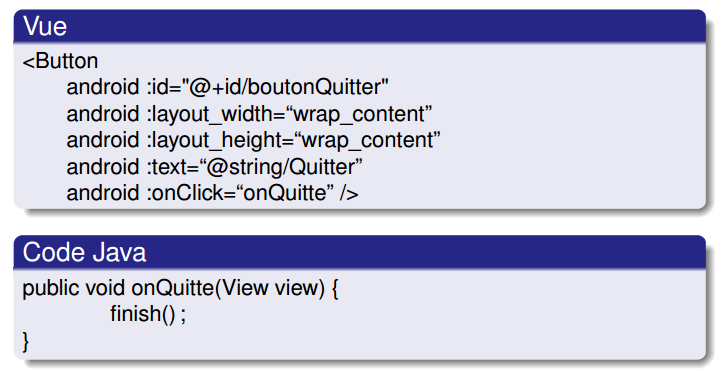 Vue
<Button
android :id="@+id/boutonQuitter"
android :layout_width=“wrap_content”
android :layout_height=“wrap_content”
android :text=“@string/Quitter”
android :onClick=“onQuitte” />
Code Java
public void onQuitte(View view) {
finish() ;
}